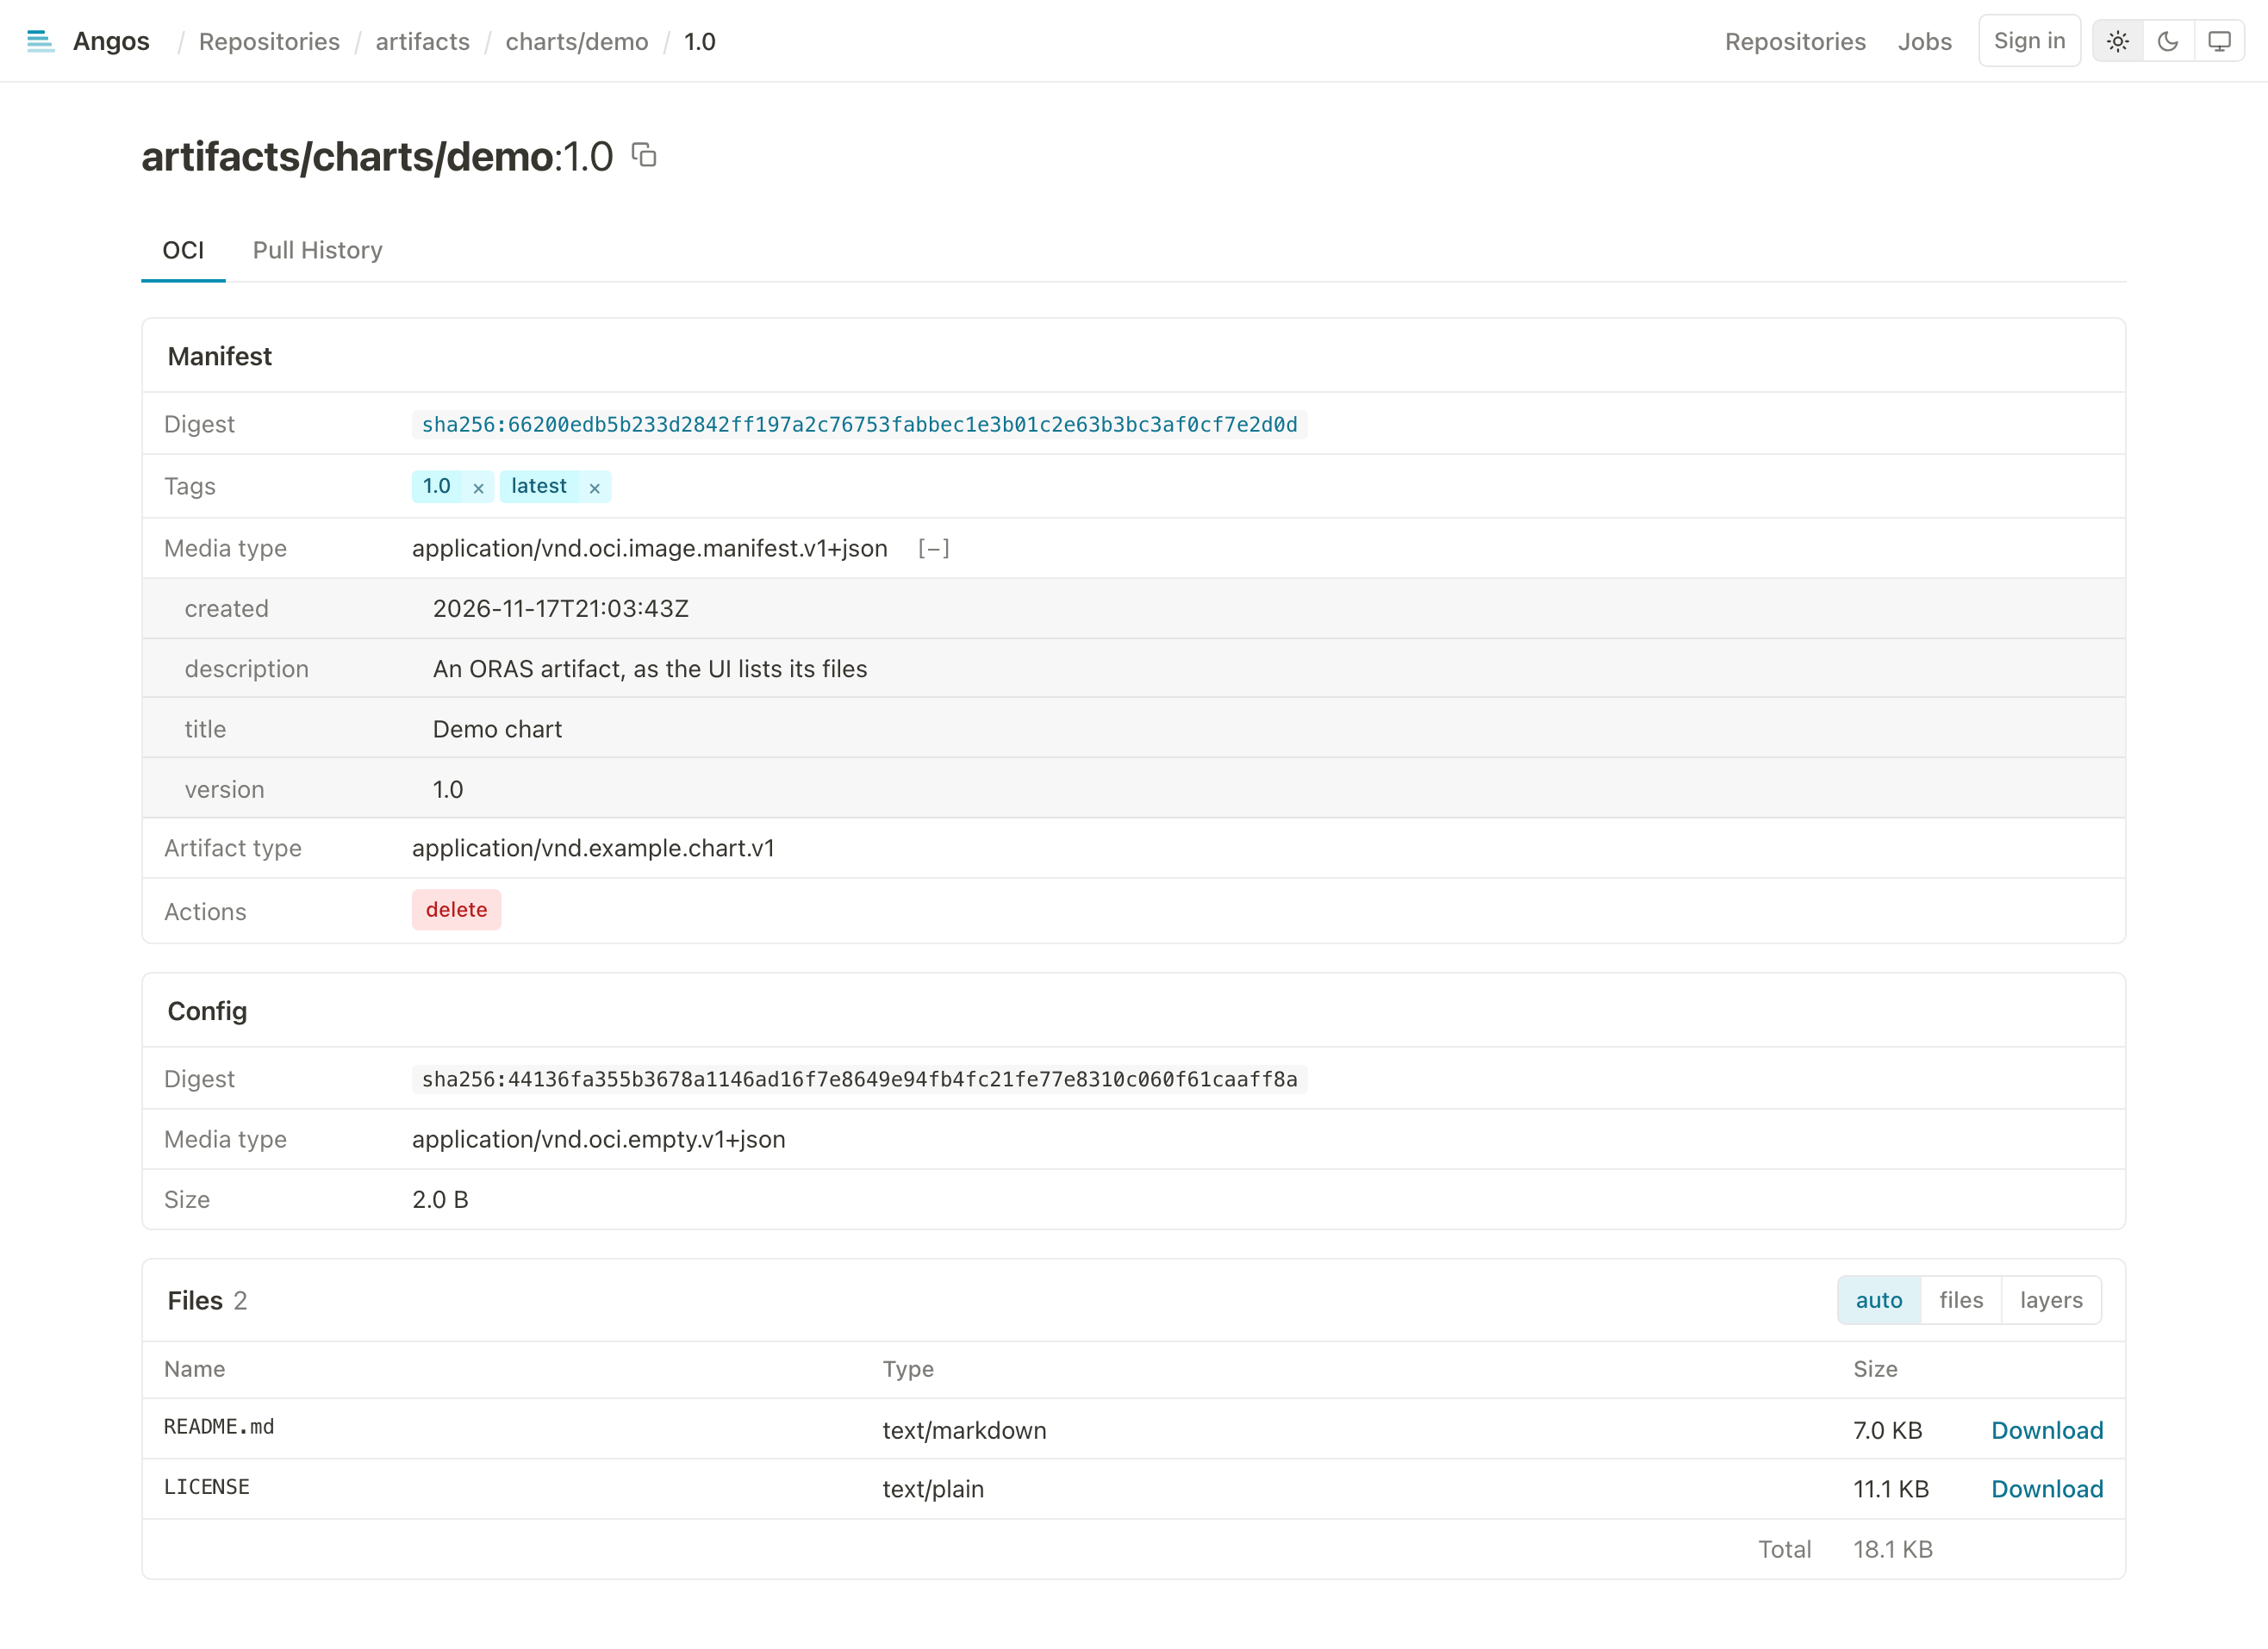 Angos / Repositories / artifacts / charts/demo / 1.0 Repositories Jobs Sign in
artifacts/charts/demo:1.0
OCI Pull History
Manifest
Digest sha256:66200edb5b233d2842ff197a2c76753fabbec1e3b01c2e63b3bc3af0cf7e2d0d
Tags 1.0 × latest ×
Media type application/vnd.oci.image.manifest.v1+json [−]
created 2026-11-17T21:03:43Z
description An ORAS artifact, as the UI lists its files
title Demo chart
version 1.0
Artifact type application/vnd.example.chart.v1
Actions delete
Config
Digest sha256:44136fa355b3678a1146ad16f7e8649e94fb4fc21fe77e8310c060f61caaff8a
Media type application/vnd.oci.empty.v1+json
Size 2.0 B
Files 2 auto files layers
Name Type Size
README.md text/markdown 7.0 KB Download
LICENSE text/plain 11.1 KB Download
Total 18.1 KB